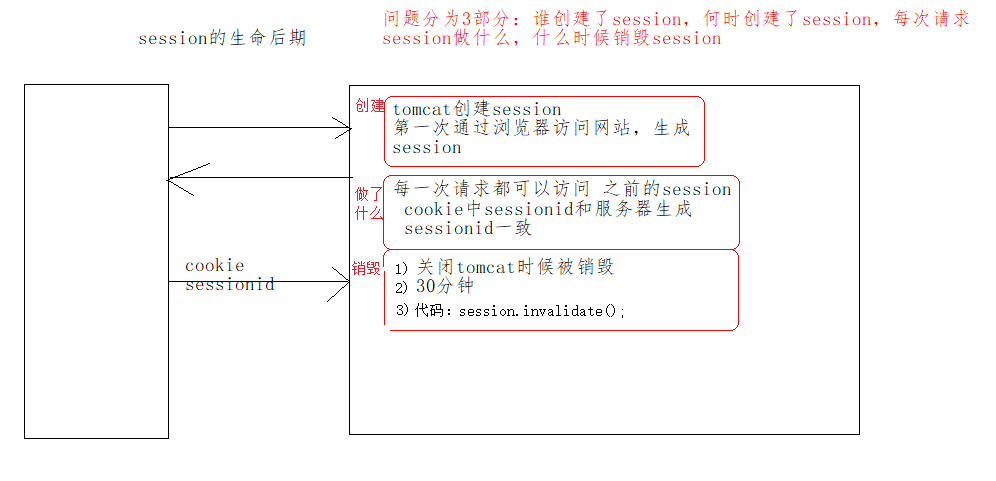 问题分为3部分：谁创建了session，何时创建了session，每次请求
session做什么，什么时候销毁session
session的生命后期
创建
tomcat创建session
第一次通过浏览器访问网站，生成
session
做了
什么
每一次请求都可以访问 之前的session
cookie中sessionid和服务器生成
sessionid一致
销毁
1）关闭tomcat时候被销毁
2）30分钟
3）代码：session.invalidate();
cookie
sessionid